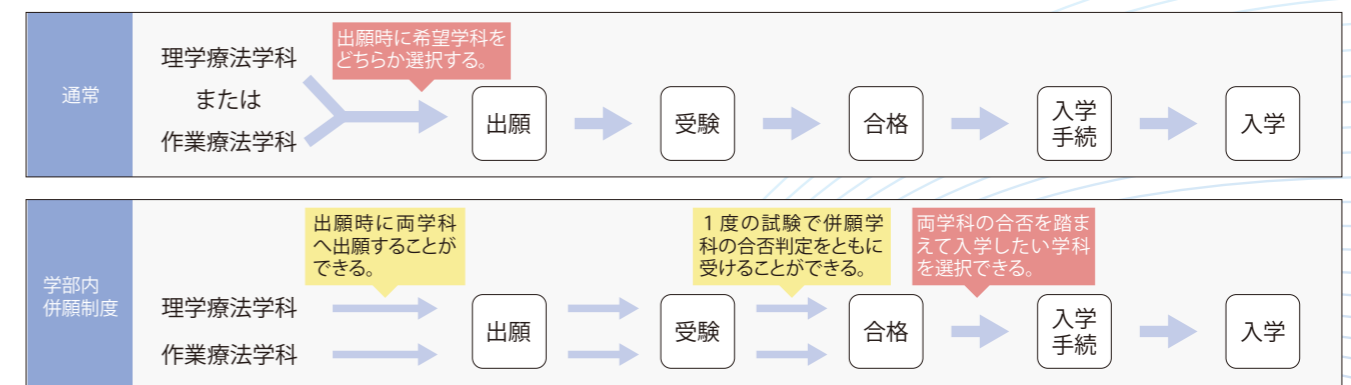 通常
理学療法学科
または
作業療法学科
出願時に希望学科を
どちらか選択する。
出願
受験
合格
入学
手続
入学
学部内
併願制度
理学療法学科
作業療法学科
出願時に両学科
へ出願することが
できる。
出願
受験
1度の試験で併願学
科の合否判定をともに
受けることができる。
合格
両学科の合否を踏ま
えて入学したい学科
を選択できる。
入学
手続
入学